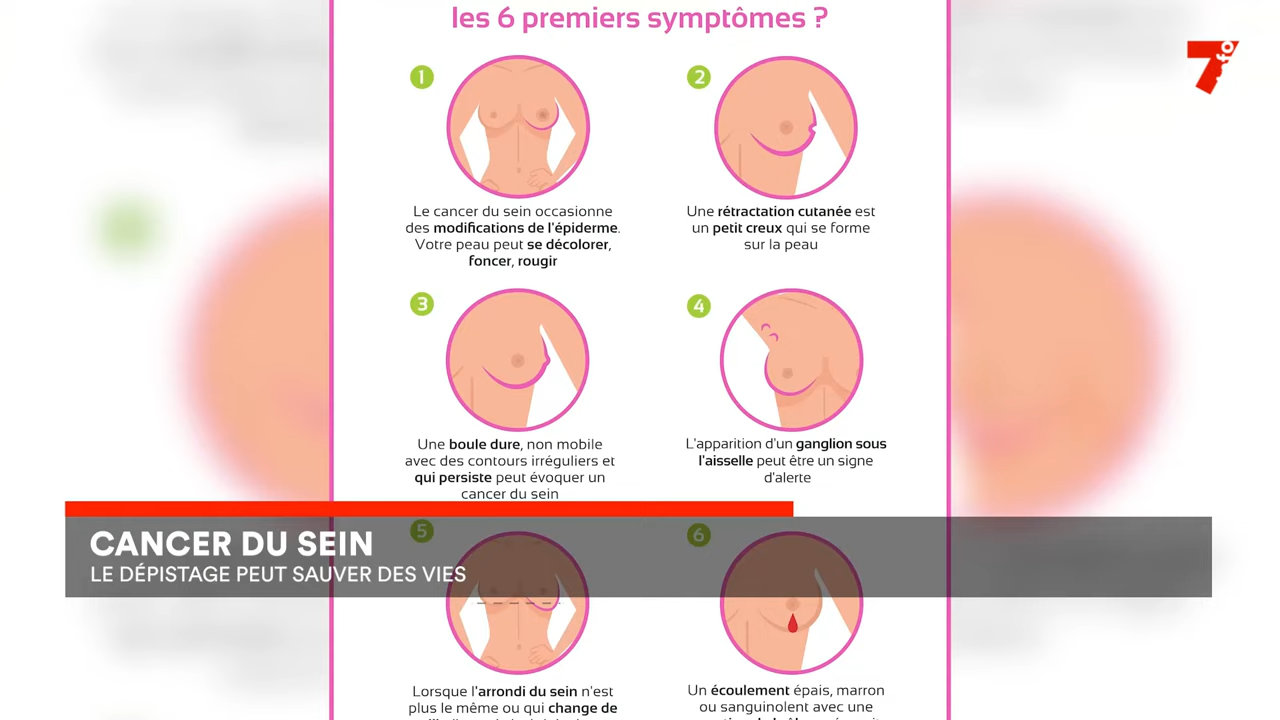 les 6 premiers symptômes ?
7
to
1
2
Le cancer du sein occasionne
des modifications de l'épiderme.
Votre peau peut se décolorer,
foncer, rougir
Une rétractation cutanée est
un petit creux qui se forme
sur la peau
3
4
Une boule dure, non mobile
avec des contours irréguliers et
qui persiste peut évoquer un
cancer du sein
L'apparition d'un ganglion sous
l'aisselle peut être un signe
d'alerte
5
6
CANCER DU SEIN
LE DÉPISTAGE PEUT SAUVER DES VIES
Lorsque l'arrondi du sein n'est
plus le même ou qui change de
Un écoulement épais, marron
ou sanguinolent avec une